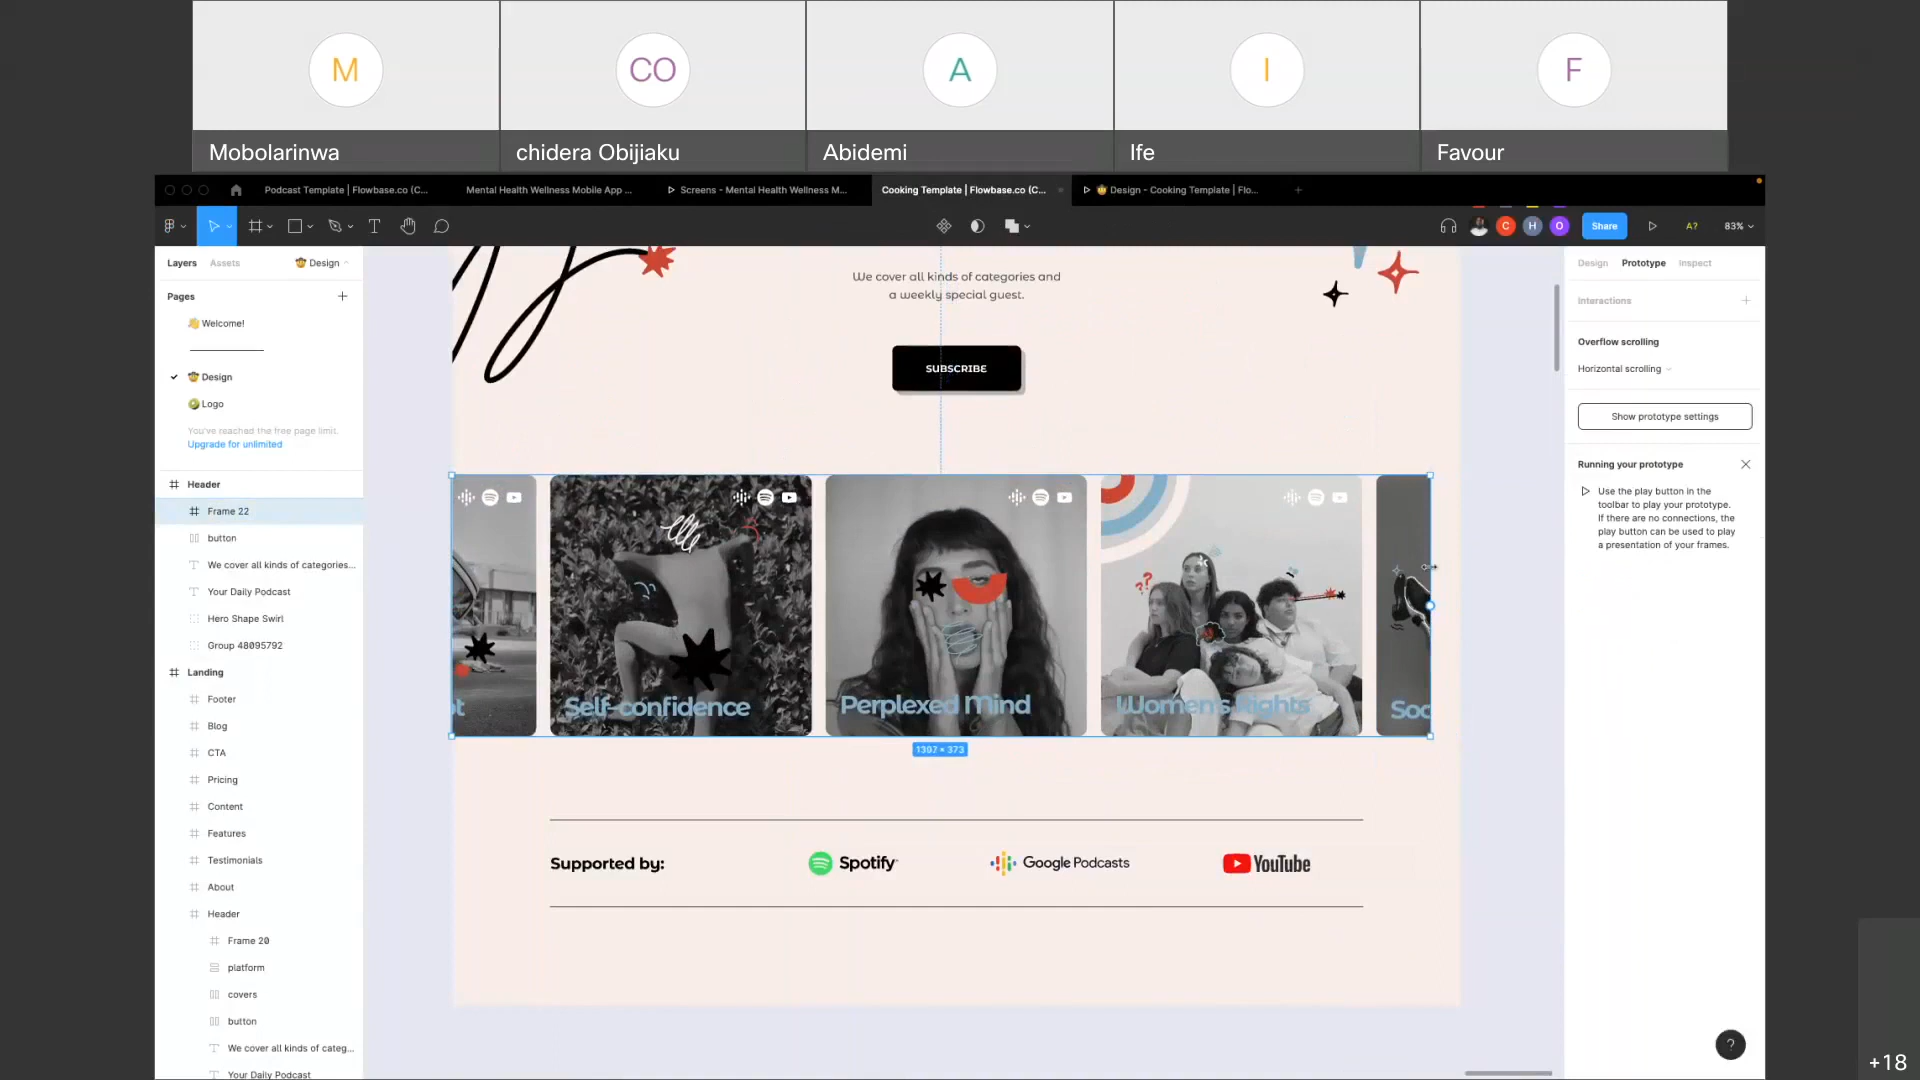 M
CO
A
I
F
Mobolarinwa
chidera Obijiaku
Abidemi
Ife
Favour
Podcast Template | Flowbase.co (C...
Mental Health Wellness Mobile App ...
Screens - Mental Health Wellness M...
Cooking Template | Flowbase.co (C...
Design - Cooking Template | Flo...
C
H
O
Share
A?
83%
Layers
Assets
Design
Pages
Welcome!
Design
Logo
You've reached the free page limit.
Upgrade for unlimited
Header
Frame 22
button
We cover all kinds of categories...
Your Daily Podcast
Hero Shape Swirl
Group 48095792
Landing
Footer
Blog
CTA
Pricing
Content
Features
Testimonials
About
Header
Frame 20
platform
covers
button
We cover all kinds of categ...
Your Daily Podcast
We cover all kinds of categories and
a weekly special guest.
SUBSCRIBE
t
Self-confidence
Perplexed Mind
Women's Rights
Soc
1397 × 373
Supported by:
Spotify
Google Podcasts
YouTube
Design
Prototype
Inspect
Interactions
Overflow scrolling
Horizontal scrolling
Show prototype settings
Running your prototype
Use the play button in the
toolbar to play your prototype.
If there are no connections, the
play button can be used to play
a presentation of your frames.
?
+18